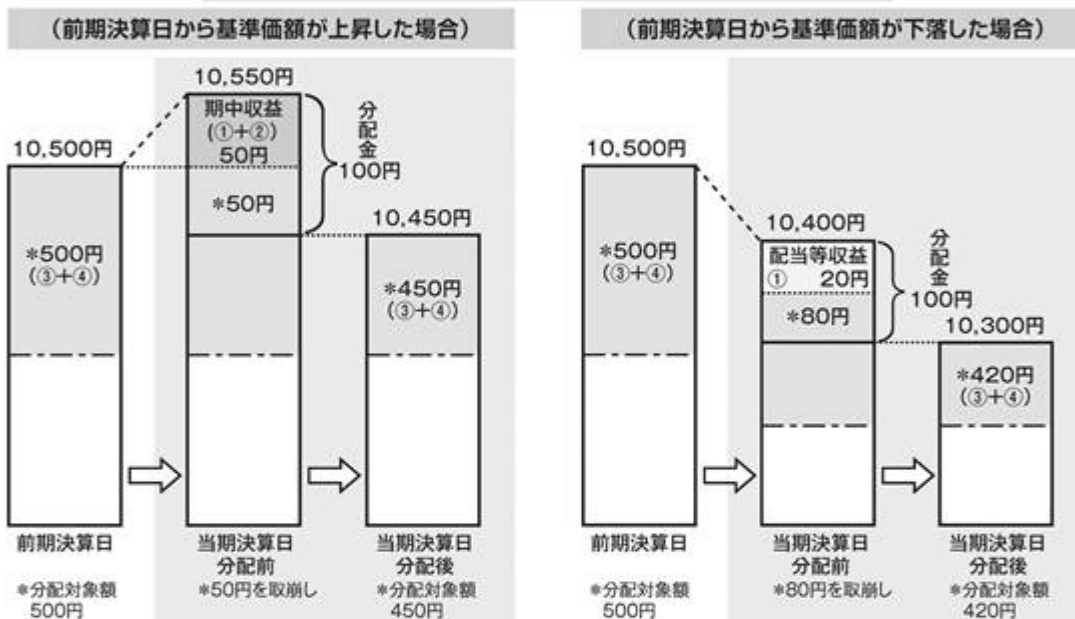 (前期決算日から基準価額が上昇した場合)
10,550円
期中収益
(①+②)
50円
*50円
分配金
100円
10,500円
*500円
(③+④)
10,450円
*450円
(③+④)
前期決算日
当期決算日
分配前
当期決算日
分配後
*分配対象額
500円
*50円を取崩し
*分配対象額
450円
(前期決算日から基準価額が下落した場合)
10,500円
*500円
(③+④)
10,400円
配当等収益
① 20円
*80円
分配金
100円
10,300円
*420円
(③+④)
前期決算日
当期決算日
分配前
当期決算日
分配後
*分配対象額
500円
*80円を取崩し
*分配対象額
420円